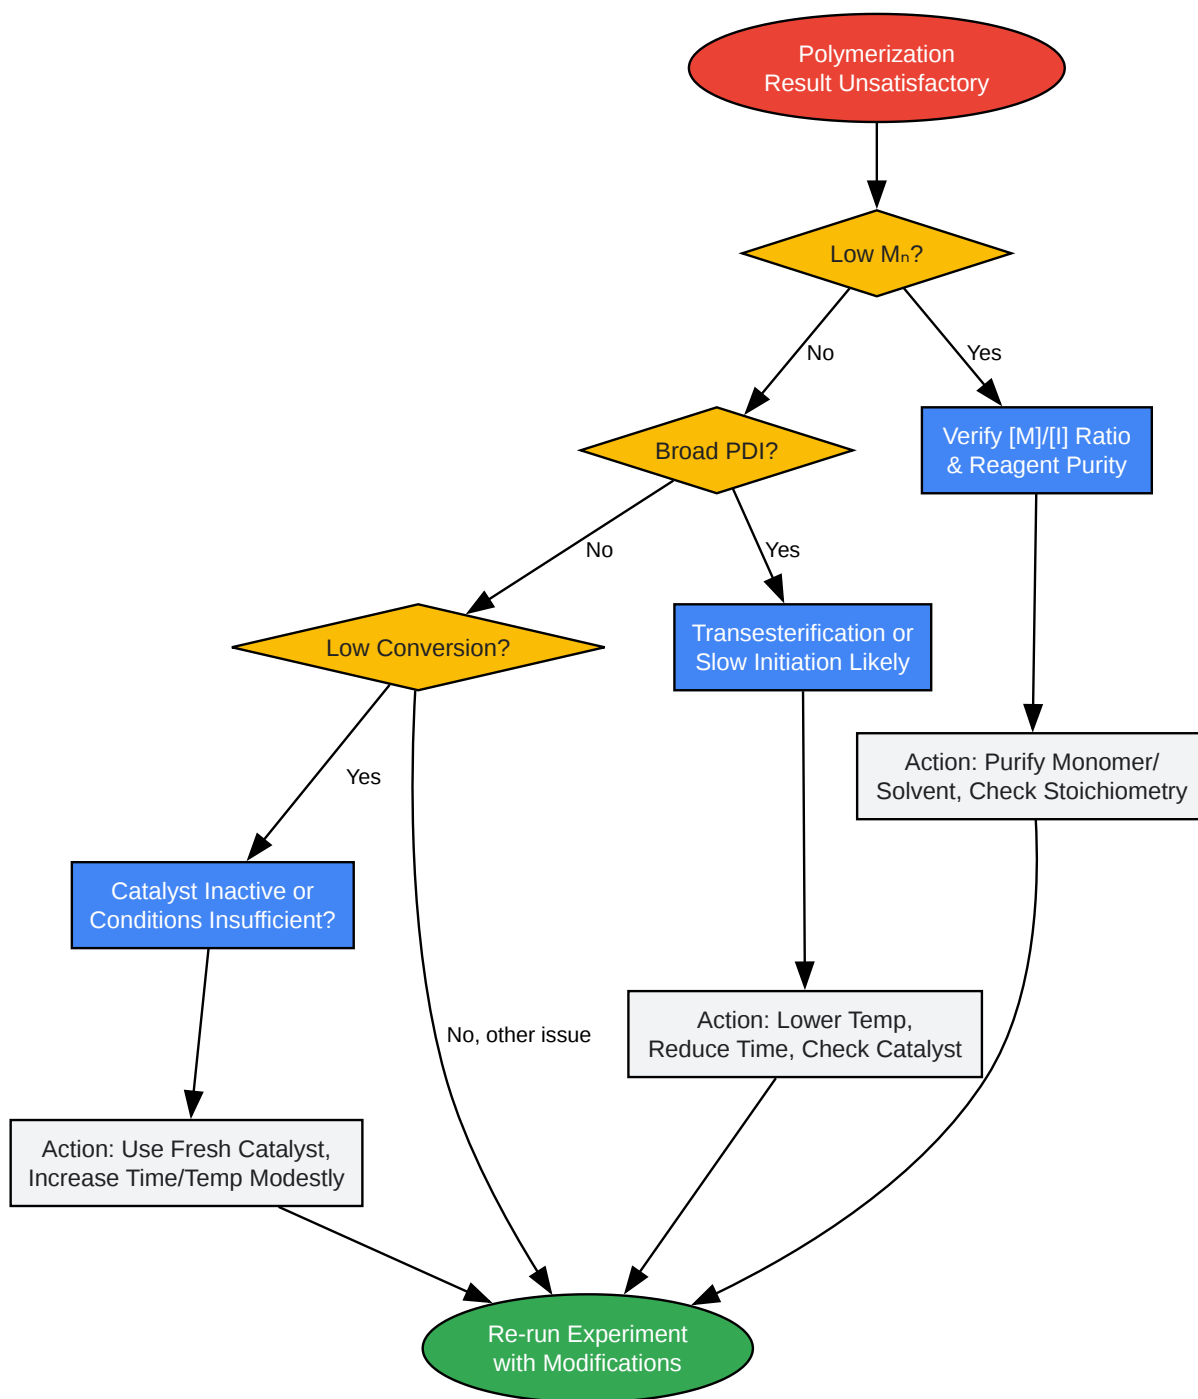 Polymerization
Result Unsatisfactory
Low Mₙ?
No
Yes
Broad PDI?
Verify [M]/[I] Ratio
& Reagent Purity
No
Yes
Low Conversion?
Transesterification or
Slow Initiation Likely
Yes
Action: Purify Monomer/
Solvent, Check Stoichiometry
Catalyst Inactive or
Conditions Insufficient?
No, other issue
Action: Lower Temp,
Reduce Time, Check Catalyst
Action: Use Fresh Catalyst,
Increase Time/Temp Modestly
Re-run Experiment
with Modifications